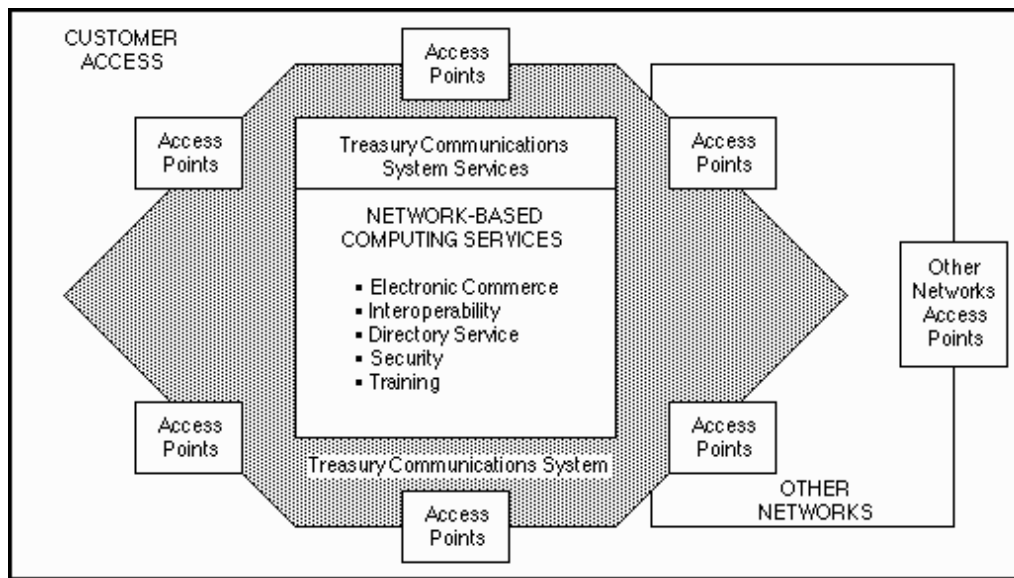 CUSTOMER
ACCESS
Access
Points
Access
Points
Access
Points
Treasury Communications
System Services
NETWORK-BASED
COMPUTING SERVICES
▪ Electronic Commerce
▪ Interoperability
▪ Directory Service
▪ Security
▪ Training
Other
Networks
Access
Points
Access
Points
Access
Points
Treasury Communications System
Access
Points
OTHER
NETWORKS